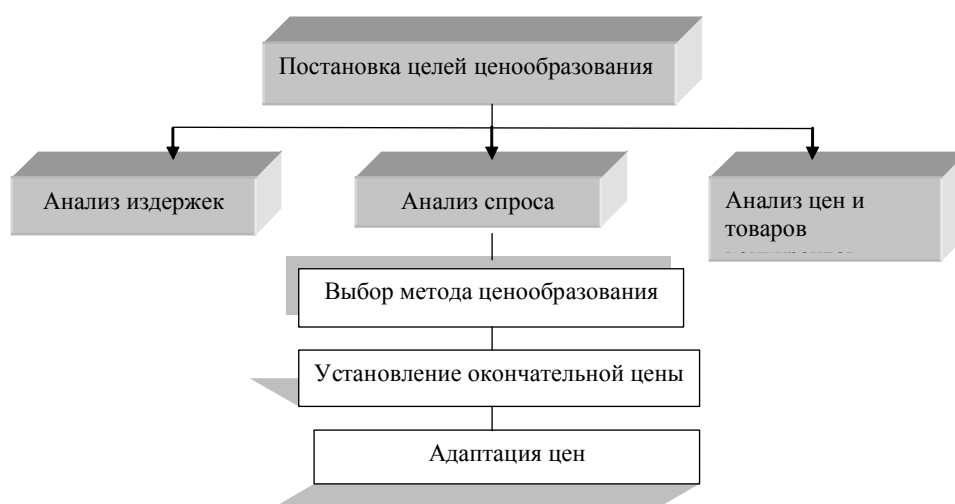 Постановка целей ценообразования
Анализ издержек
Анализ спроса
Анализ цен и
товаров
Выбор метода ценообразования
Установление окончательной цены
Адаптация цен